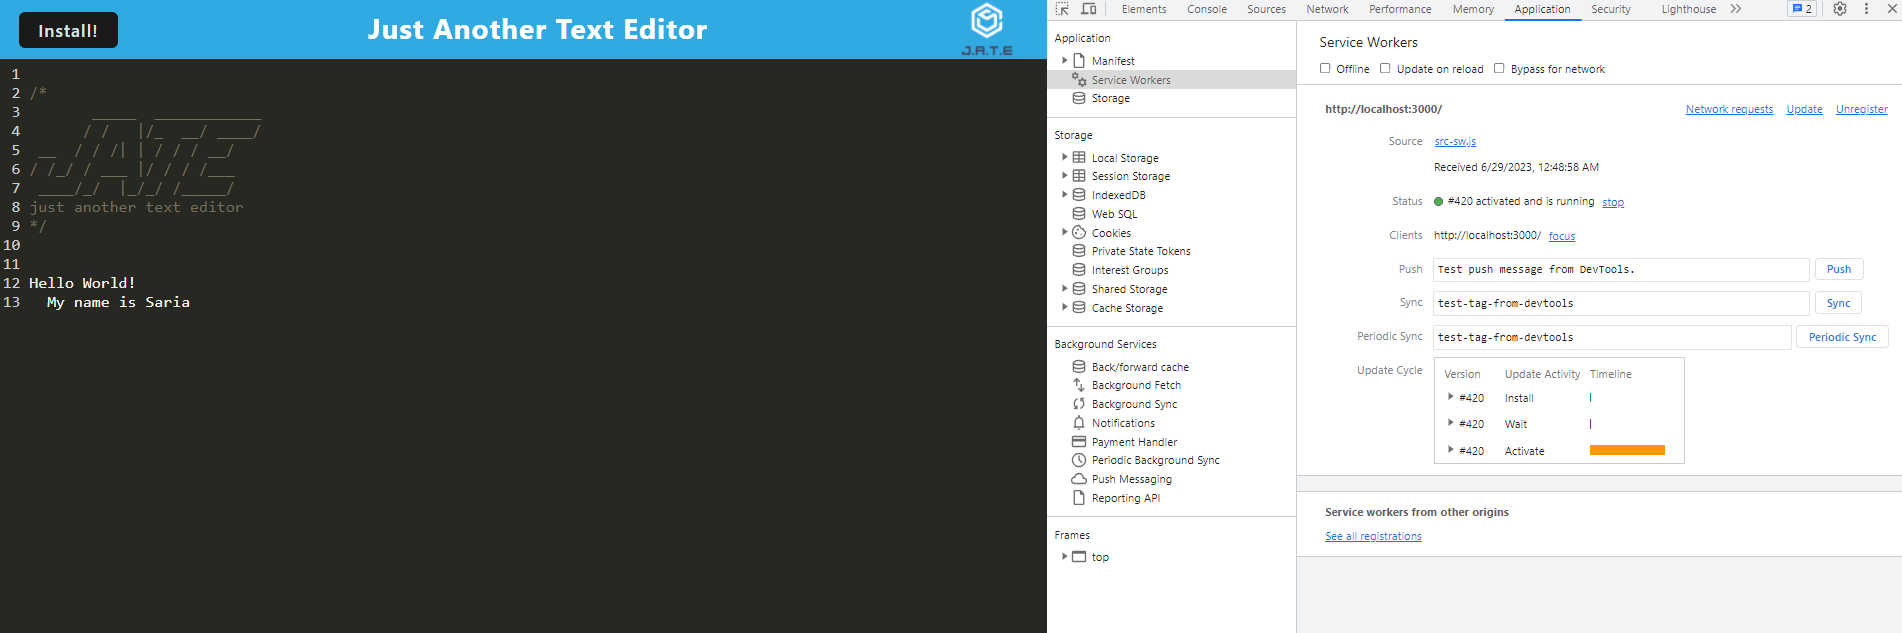 Install!
Just Another Text Editor
J.A.T.E
1
2 /*
3        _____  ____________
4       / /   |/_  __/ ____/
5  __  / / /| | / / / __/
6 / /_/ / ___ |/ / / /___
7  ____/_/  |_/_/ /_____/
8 just another text editor
9 */
10
11
12 Hello World!
13   My name is Saria
Elements Console Sources Network Performance Memory Application Security Lighthouse 2
Application
Manifest
Service Workers
Storage
Storage
Local Storage
Session Storage
IndexedDB
Web SQL
Cookies
Private State Tokens
Interest Groups
Shared Storage
Cache Storage
Background Services
Back/forward cache
Background Fetch
Background Sync
Notifications
Payment Handler
Periodic Background Sync
Push Messaging
Reporting API
Frames
top
Service Workers
Offline Update on reload Bypass for network
http://localhost:3000/ Network requests Update Unregister
Source src-sw.js
Received 6/29/2023, 12:48:58 AM
Status #420 activated and is running stop
Clients http://localhost:3000/ focus
Push Test push message from DevTools. Push
Sync test-tag-from-devtools Sync
Periodic Sync test-tag-from-devtools Periodic Sync
Update Cycle Version Update Activity Timeline
#420 Install
#420 Wait
#420 Activate
Service workers from other origins
See all registrations